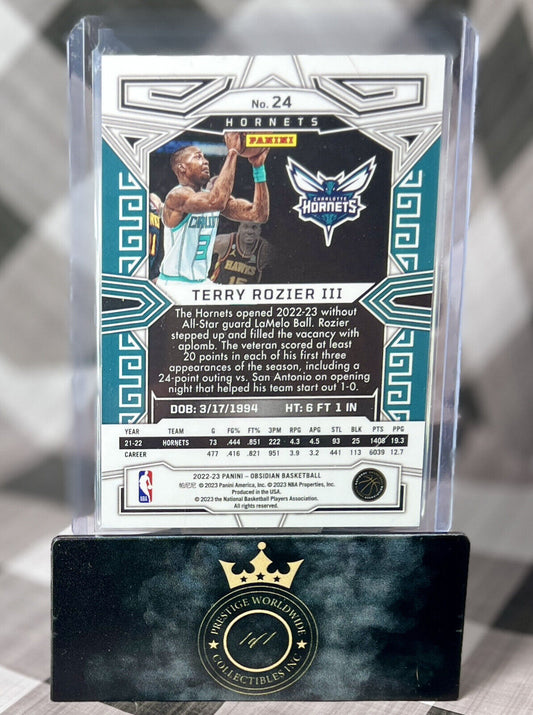 No. 24
HORNETS
PANINI
CHARLOTTE
HORNETS
3
HAWKS
15
TERRY ROZIER III
The Hornets opened 2022-23 without
All-Star guard LaMelo Ball. Rozier
stepped up and filled the vacancy with
aplomb. The veteran scored at least
20 points in each of his first three
appearances of the season, including a
24-point outing vs. San Antonio on opening
night that helped his team start out 1-0.
DOB: 3/17/1994 HT: 6 FT 1 IN
YEAR TEAM G FG% FT% 3PM RPG APG STL BLK PTS PPG
21-22 HORNETS 73 .444 .851 222 4.3 4.5 93 25 1408 19.3
CAREER 477 .416 .821 951 3.9 3.2 441 113 6039 12.7
2022-23 PANINI – OBSIDIAN BASKETBALL
© 2023 Panini America, Inc. © 2023 NBA Properties, Inc.
Produced in the USA.
© 2023 the National Basketball Players Association.
All rights reserved.
NBA
PRESTIGE WORLDWIDE
1of1
COLLECTIBLES INC